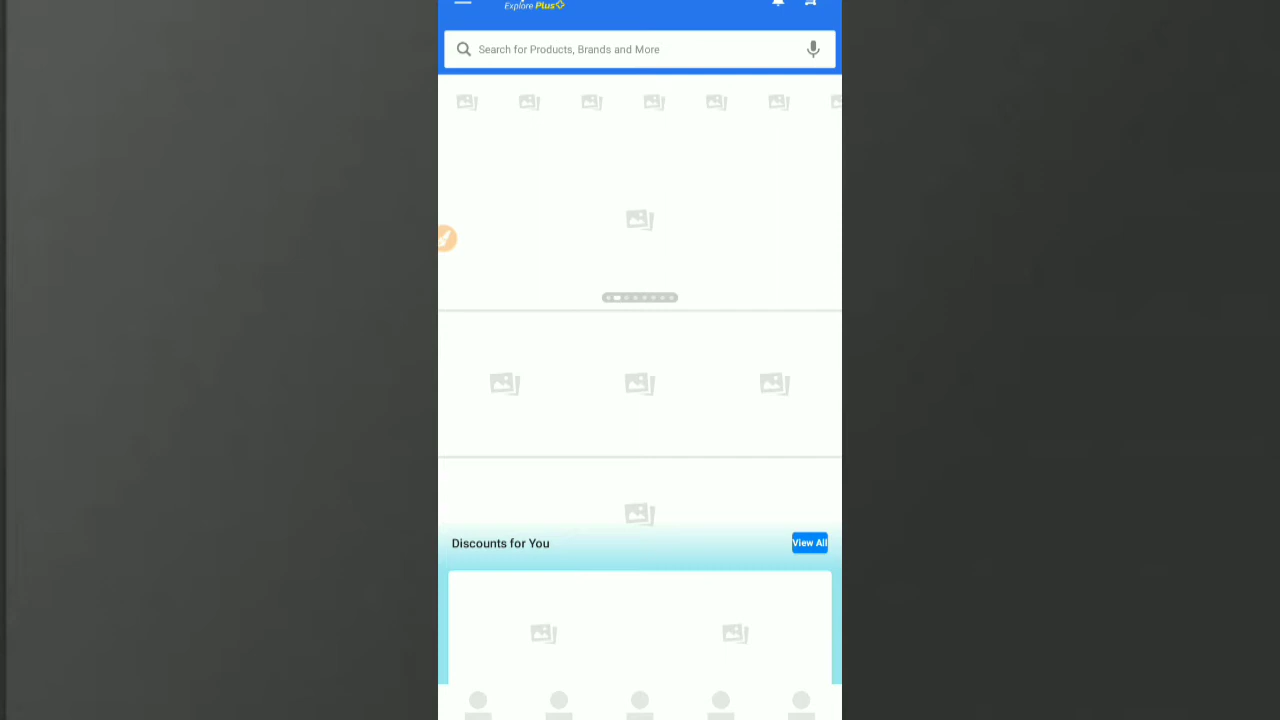 Explore Plus
Search for Products, Brands and More
Discounts for You
View All